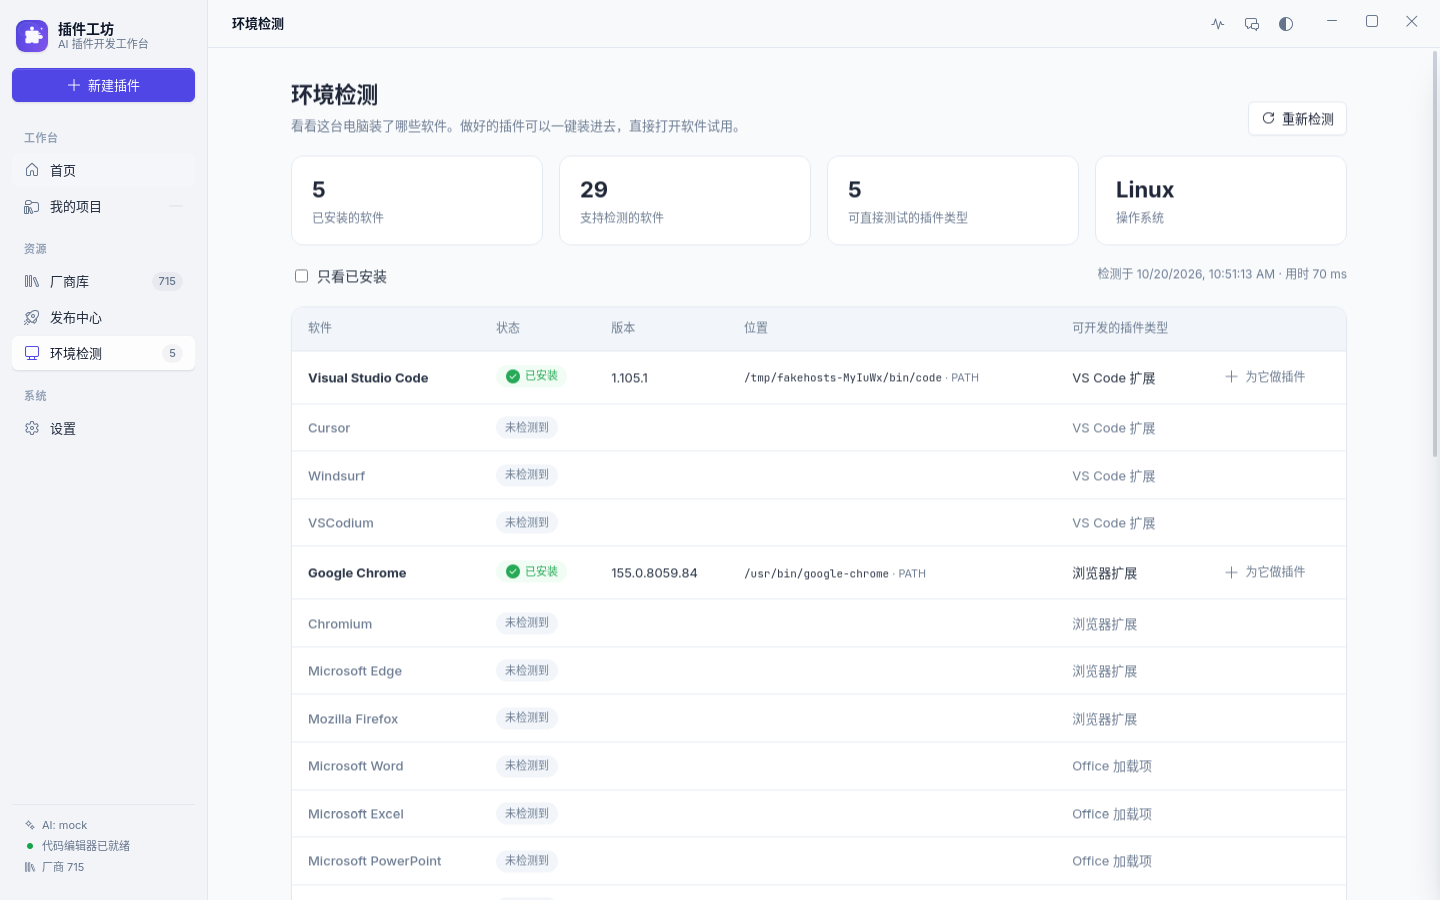 插件工坊
AI 插件开发工作台
新建插件
工作台
首页
我的项目
资源
厂商库 715
发布中心
环境检测 5
系统
设置
AI: mock
代码编辑器已就绪
厂商 715
环境检测
环境检测
看看这台电脑装了哪些软件。做好的插件可以一键装进去，直接打开软件试用。
重新检测
5
已安装的软件
29
支持检测的软件
5
可直接测试的插件类型
Linux
操作系统
只看已安装
检测于 10/20/2026, 10:51:13 AM · 用时 70 ms
软件 状态 版本 位置 可开发的插件类型
Visual Studio Code 已安装 1.105.1 /tmp/fakehosts-MyIuWx/bin/code · PATH VS Code 扩展 为它做插件
Cursor 未检测到 VS Code 扩展
Windsurf 未检测到 VS Code 扩展
VSCodium 未检测到 VS Code 扩展
Google Chrome 已安装 155.0.8059.84 /usr/bin/google-chrome · PATH 浏览器扩展 为它做插件
Chromium 未检测到 浏览器扩展
Microsoft Edge 未检测到 浏览器扩展
Mozilla Firefox 未检测到 浏览器扩展
Microsoft Word 未检测到 Office 加载项
Microsoft Excel 未检测到 Office 加载项
Microsoft PowerPoint 未检测到 Office 加载项